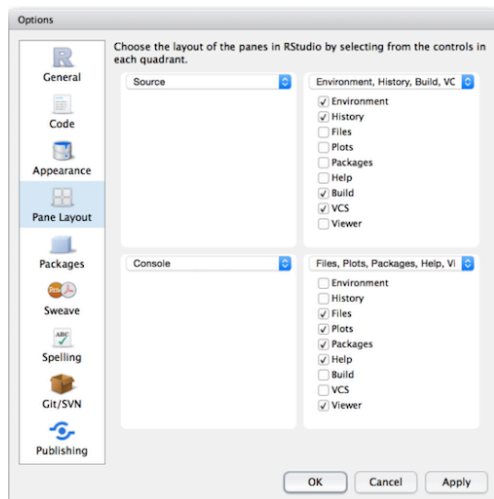 Options
Choose the layout of the panes in RStudio by selecting from the controls in
each quadrant.
R
General
Code
Appearance
Pane Layout
Packages
Sweave
ABC
Spelling
Git/SVN
Publishing
Source
Environment, History, Build, VC
Environment
History
Files
Plots
Packages
Help
Build
VCS
Viewer
Console
Files, Plots, Packages, Help, Vi
Environment
History
Files
Plots
Packages
Help
Build
VCS
Viewer
OK
Cancel
Apply